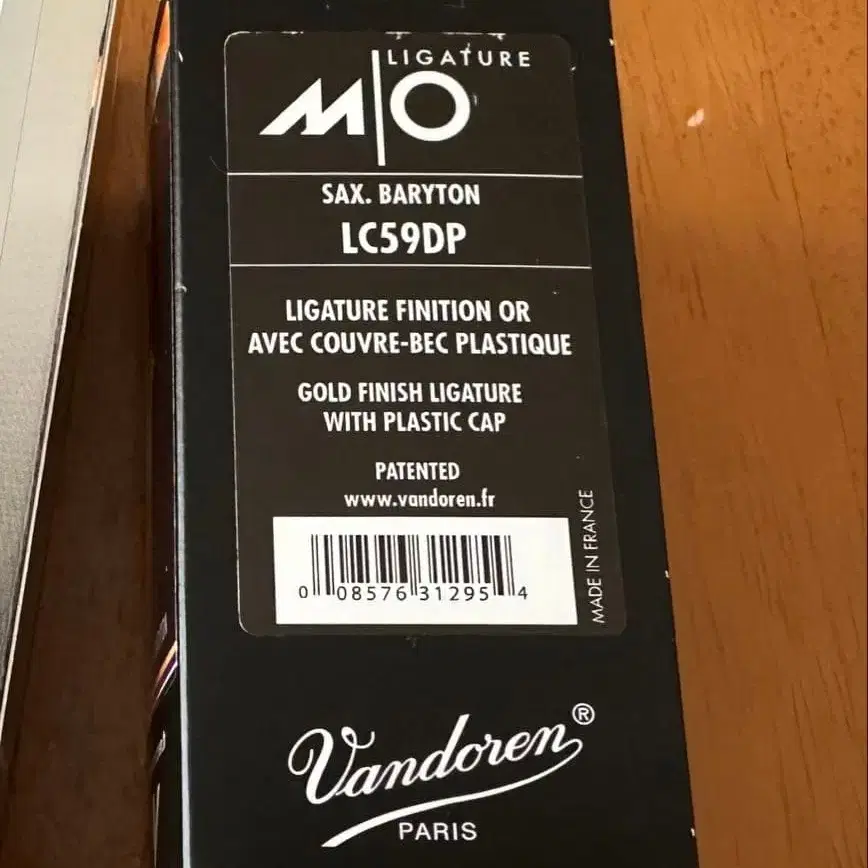 LIGATURE
M|O
SAX. BARYTON
LC59DP
LIGATURE FINITION OR
AVEC COUVRE-BEC PLASTIQUE
GOLD FINISH LIGATURE
WITH PLASTIC CAP
PATENTED
www.vandoren.fr
0 08576 31295 4
MADE IN FRANCE
Vandoren®
PARIS